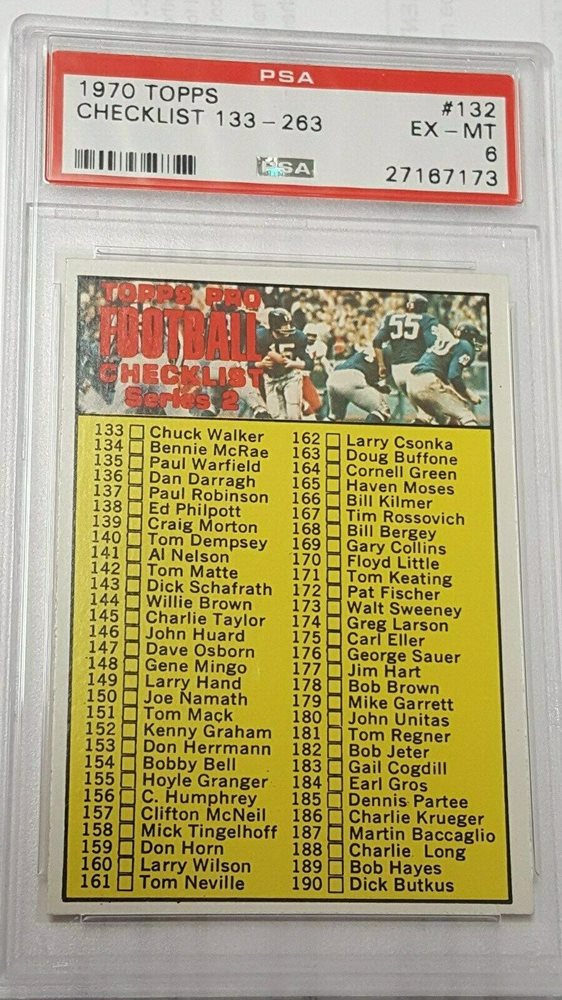 PSA
1970 TOPPS #132
CHECKLIST 133-263 EX-MT
6
PSA 27167173
TOPPS PRO
FOOTBALL
CHECKLIST
Series 2
15
55
133 Chuck Walker
134 Bennie McRae
135 Paul Warfield
136 Dan Darragh
137 Paul Robinson
138 Ed Philpott
139 Craig Morton
140 Tom Dempsey
141 Al Nelson
142 Tom Matte
143 Dick Schafrath
144 Willie Brown
145 Charlie Taylor
146 John Huard
147 Dave Osborn
148 Gene Mingo
149 Larry Hand
150 Joe Namath
151 Tom Mack
152 Kenny Graham
153 Don Herrmann
154 Bobby Bell
155 Hoyle Granger
156 C. Humphrey
157 Clifton McNeil
158 Mick Tingelhoff
159 Don Horn
160 Larry Wilson
161 Tom Neville
162 Larry Csonka
163 Doug Buffone
164 Cornell Green
165 Haven Moses
166 Bill Kilmer
167 Tim Rossovich
168 Bill Bergey
169 Gary Collins
170 Floyd Little
171 Tom Keating
172 Pat Fischer
173 Walt Sweeney
174 Greg Larson
175 Carl Eller
176 George Sauer
177 Jim Hart
178 Bob Brown
179 Mike Garrett
180 John Unitas
181 Tom Regner
182 Bob Jeter
183 Gail Cogdill
184 Earl Gros
185 Dennis Partee
186 Charlie Krueger
187 Martin Baccaglio
188 Charlie Long
189 Bob Hayes
190 Dick Butkus